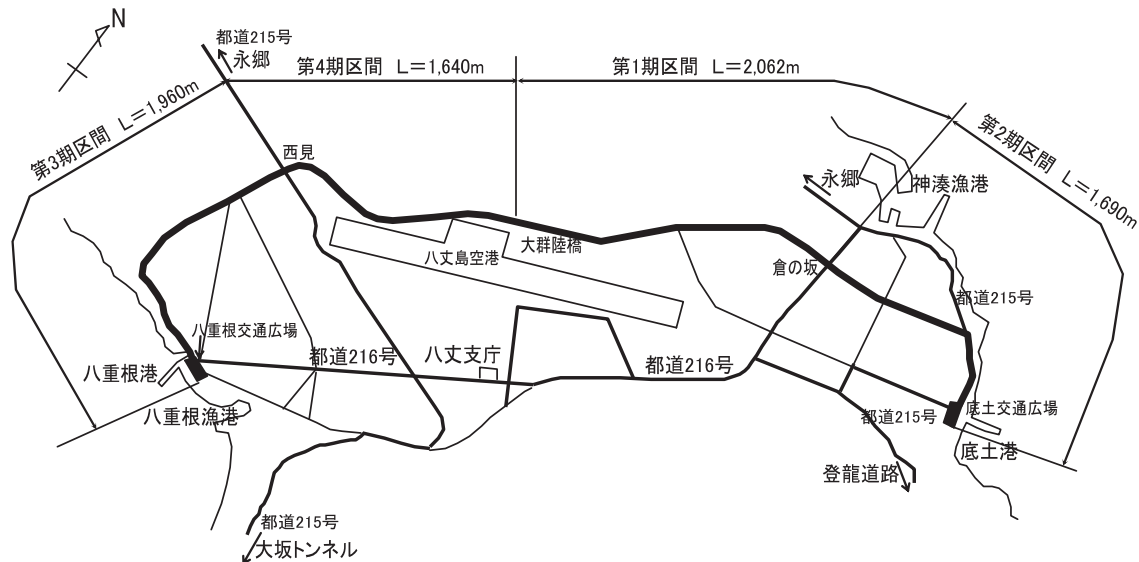 N
都道215号
永郷
第4期区間 L=1,640m
第1期区間 L=2,062m
第3期区間 L=1,960m
第2期区間 L=1,690m
西見
永郷
神湊漁港
大群陸橋
八丈島空港
倉の坂
都道215号
八重根交通広場
都道216号
八丈支庁
都道216号
八重根港
八重根漁港
都道215号
底土交通広場
底土港
登龍道路
都道215号
大坂トンネル